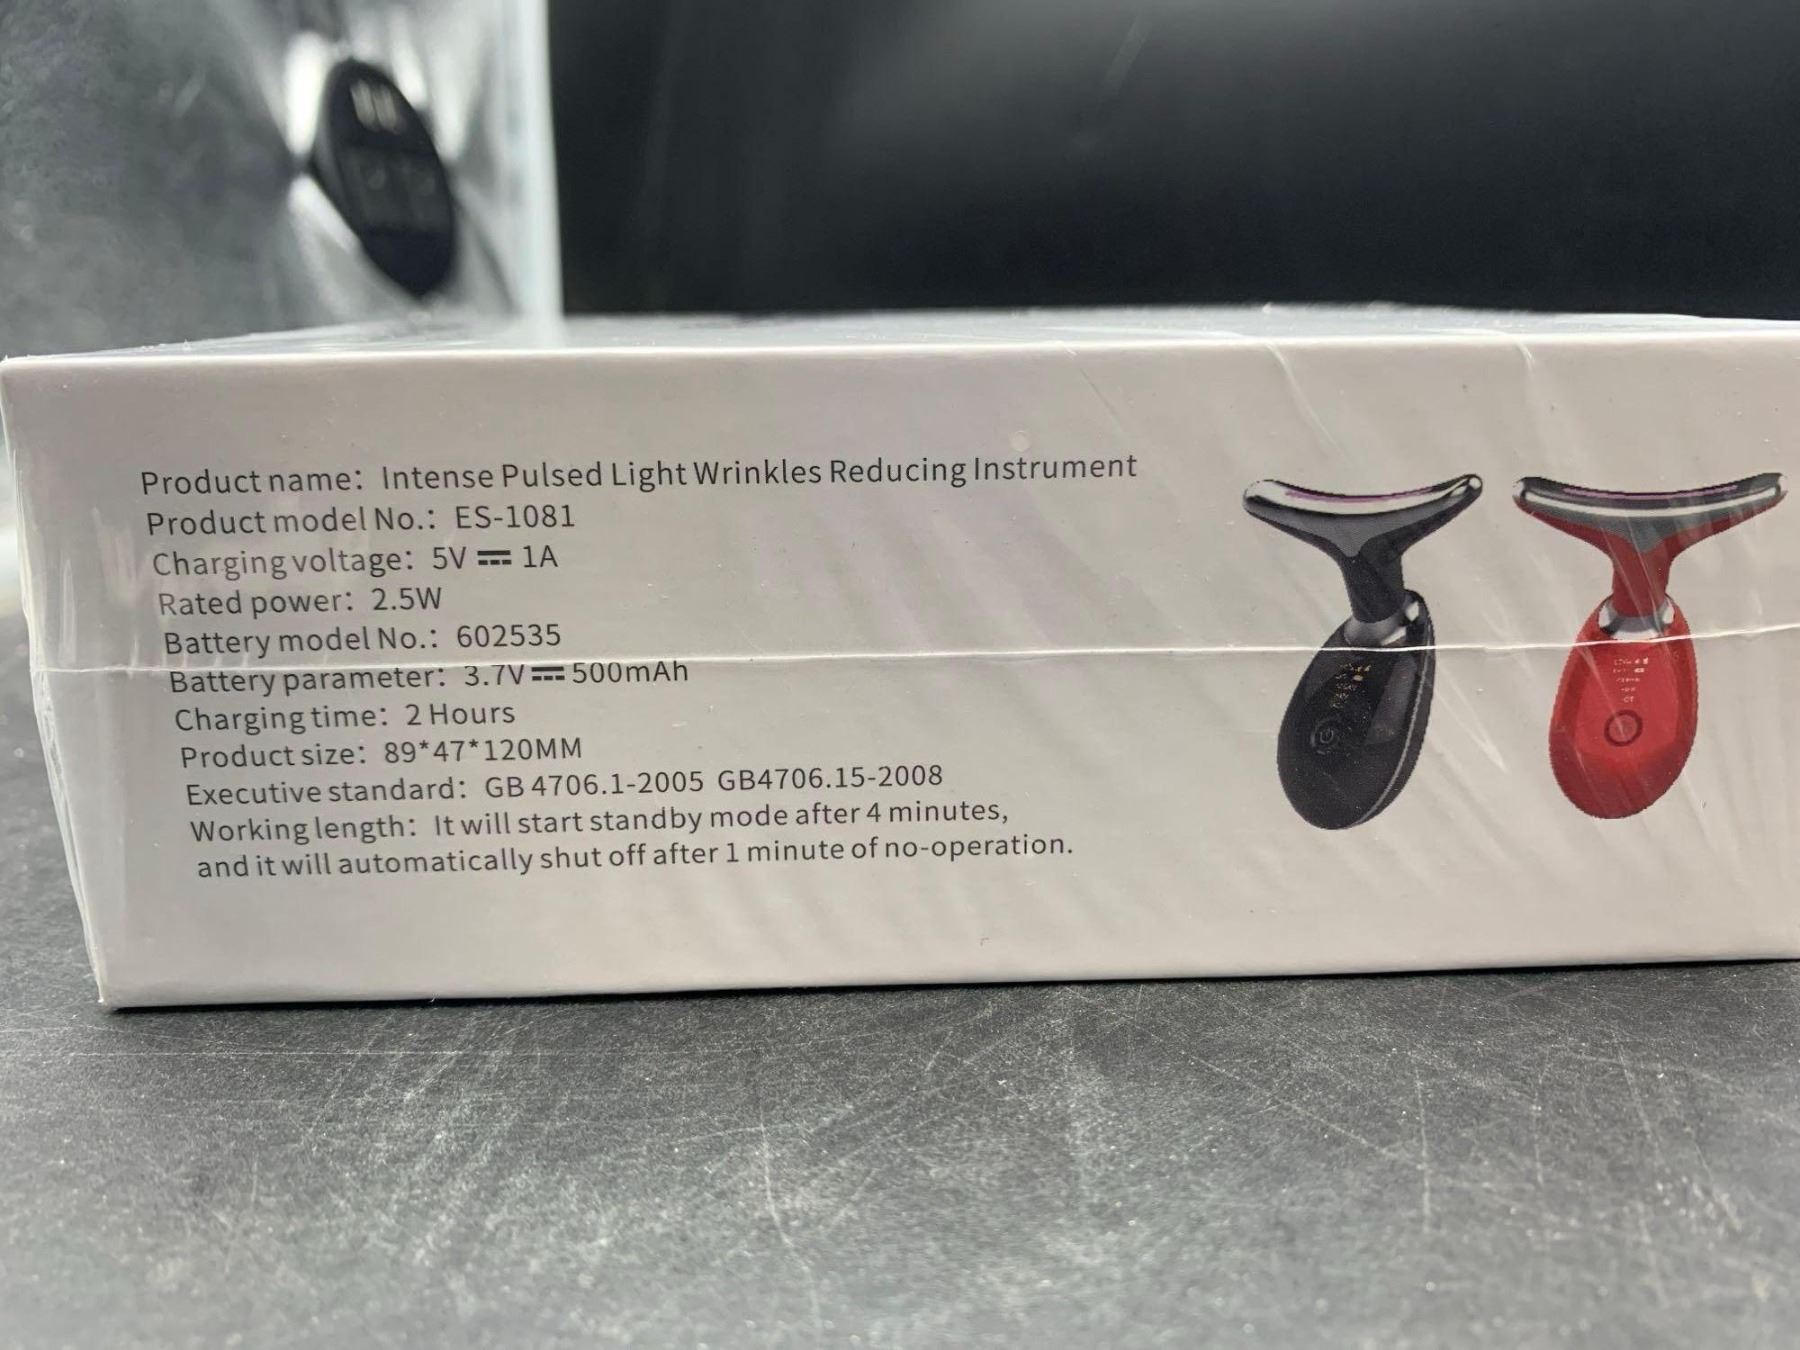 Product name: Intense Pulsed Light Wrinkles Reducing Instrument
Product model No.: ES-1081
Charging voltage: 5V ⎓ 1A
Rated power: 2.5W
Battery model No.: 602535
Battery parameter: 3.7V⎓500mAh
Charging time: 2 Hours
Product size: 89*47*120MM
Executive standard: GB 4706.1-2005 GB4706.15-2008
Working length: It will start standby mode after 4 minutes,
and it will automatically shut off after 1 minute of no-operation.